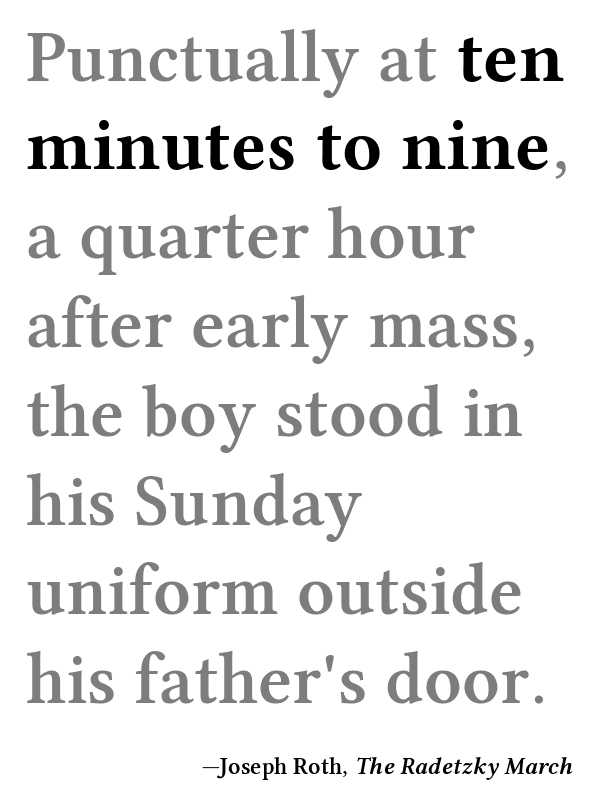 Punctually at ten
minutes to nine,
a quarter hour
after early mass,
the boy stood in
his Sunday
uniform outside
his father's door.
—Joseph Roth, The Radetzky March